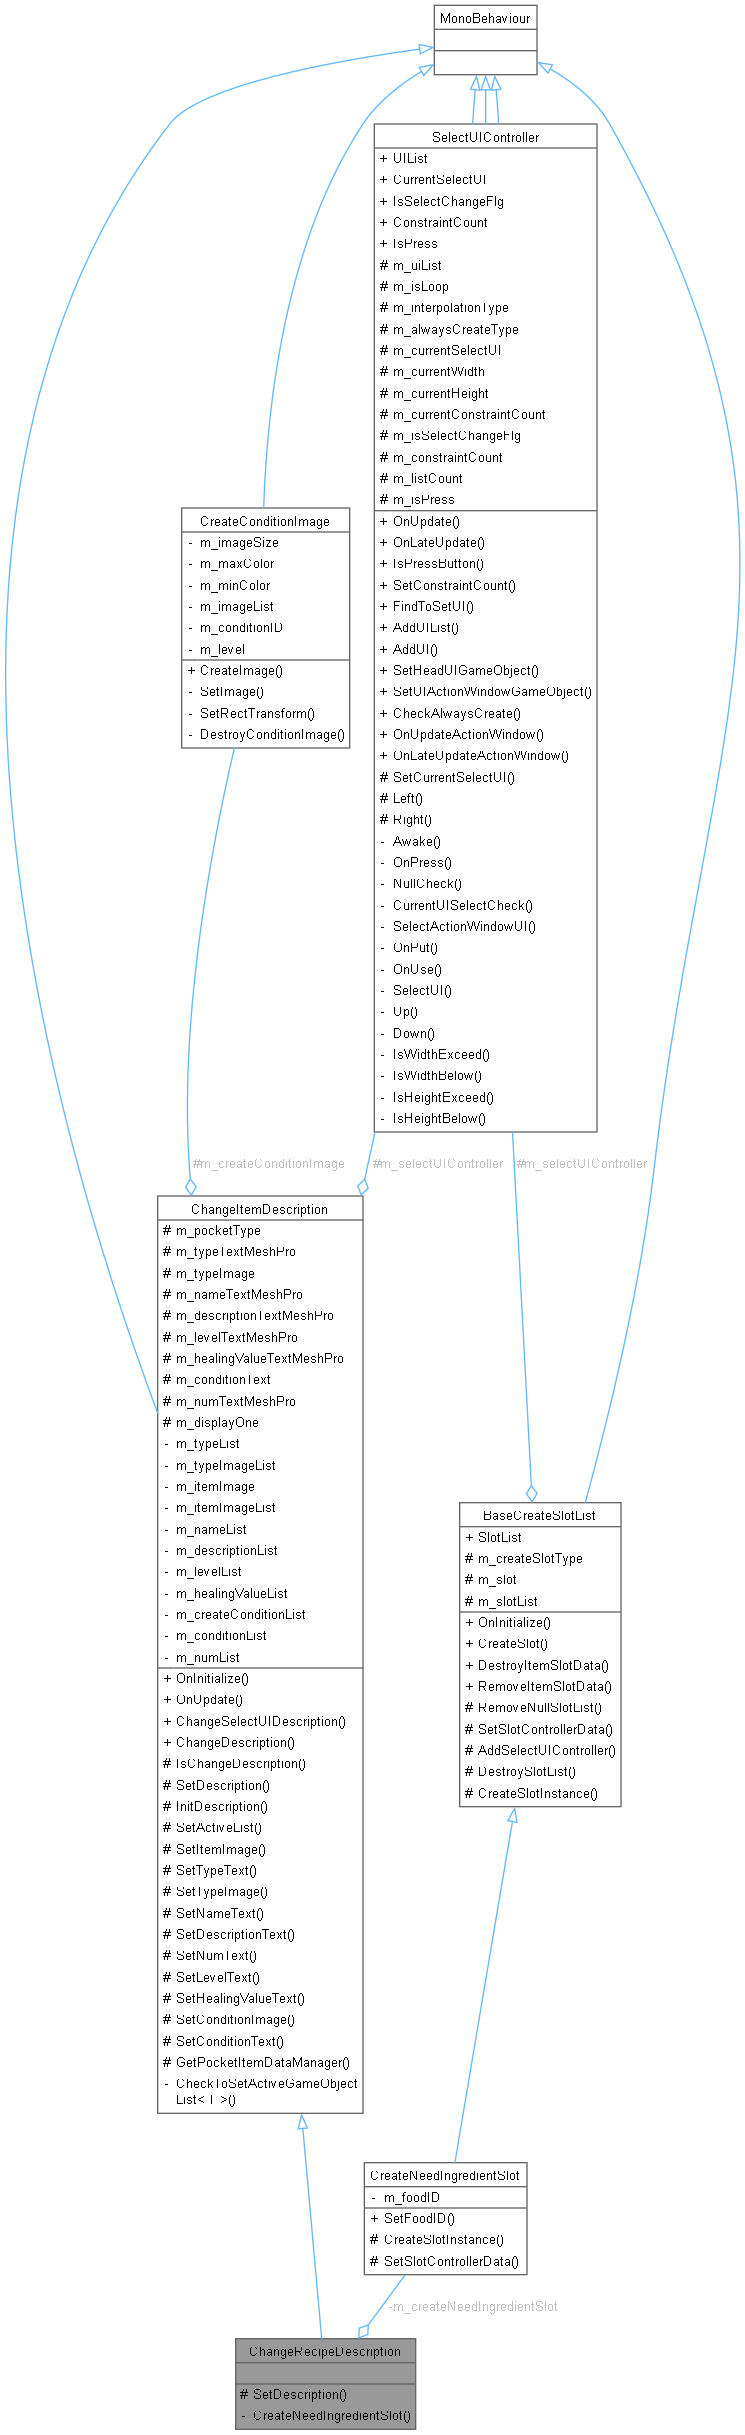 MonoBehaviour
SelectUIController
+ UIList
+ CurrentSelectUI
+ IsSelectChangeFlg
+ ConstraintCount
+ IsPress
# m_uiList
# m_isLoop
# m_interpolationType
# m_alwaysCreateType
# m_currentSelectUI
# m_currentWidth
# m_currentHeight
# m_currentConstraintCount
# m_isSelectChangeFlg
# m_constraintCount
# m_listCount
# m_isPress
+ OnUpdate()
+ OnLateUpdate()
+ IsPressButton()
+ SetConstraintCount()
+ FindToSetUI()
+ AddUIList()
+ AddUI()
+ SetHeadUIGameObject()
+ SetUIActionWindowGameObject()
+ CheckAlwaysCreate()
+ OnUpdateActionWindow()
+ OnLateUpdateActionWindow()
# SetCurrentSelectUI()
# Left()
# Right()
- Awake()
- OnPress()
- NullCheck()
- CurrentUISelectCheck()
- SelectActionWindowUI()
- OnPut()
- OnUse()
- SelectUI()
- Up()
- Down()
- IsWidthExceed()
- IsWidthBelow()
- IsHeightExceed()
- IsHeightBelow()
CreateConditionImage
- m_imageSize
- m_maxColor
- m_minColor
- m_imageList
- m_conditionID
- m_level
+ CreateImage()
- SetImage()
- SetRectTransform()
- DestroyConditionImage()
#m_createConditionImage
#m_selectUIController
#m_selectUIController
ChangeItemDescription
# m_pocketType
# m_typeTextMeshPro
# m_typeImage
# m_nameTextMeshPro
# m_descriptionTextMeshPro
# m_levelTextMeshPro
# m_healingValueTextMeshPro
# m_conditionText
# m_numTextMeshPro
# m_displayOne
- m_typeList
- m_typeImageList
- m_itemImage
- m_itemImageList
- m_nameList
- m_descriptionList
- m_levelList
- m_healingValueList
- m_createConditionList
- m_conditionList
- m_numList
+ OnInitialize()
+ OnUpdate()
+ ChangeSelectUIDescription()
+ ChangeDescription()
# IsChangeDescription()
# SetDescription()
# InitDescription()
# SetActiveList()
# SetItemImage()
# SetTypeText()
# SetTypeImage()
# SetNameText()
# SetDescriptionText()
# SetNumText()
# SetLevelText()
# SetHealingValueText()
# SetConditionImage()
# SetConditionText()
# GetPocketItemDataManager()
- CheckToSetActiveGameObject
List< T >()
BaseCreateSlotList
+ SlotList
# m_createSlotType
# m_slot
# m_slotList
+ OnInitialize()
+ CreateSlot()
+ DestroyItemSlotData()
+ RemoveItemSlotData()
# RemoveNullSlotList()
# SetSlotControllerData()
# AddSelectUIController()
# DestroySlotList()
# CreateSlotInstance()
CreateNeedIngredientSlot
- m_foodID
+ SetFoodID()
# CreateSlotInstance()
# SetSlotControllerData()
-m_createNeedIngredientSlot
ChangeRecipeDescription
# SetDescription()
- CreateNeedIngredientSlot()